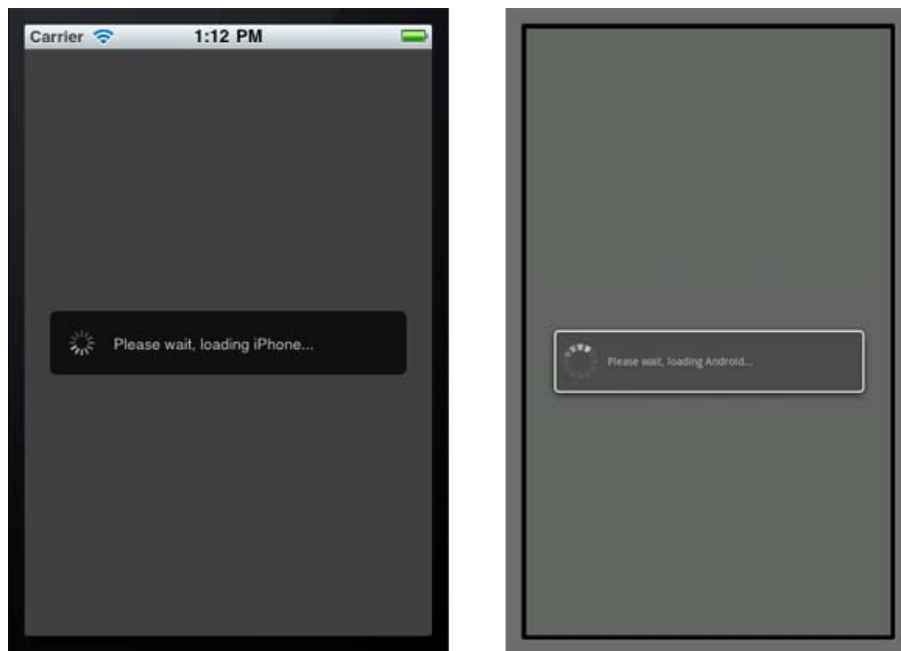 Carrier 1:12 PM
Please wait, loading iPhone...
Please wait, loading Android...